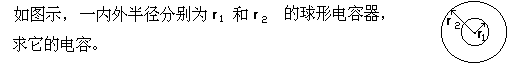 如图示，一内外半径分别为 r₁ 和 r₂ 的球形电容器，
求它的电容。
r₂
r₁